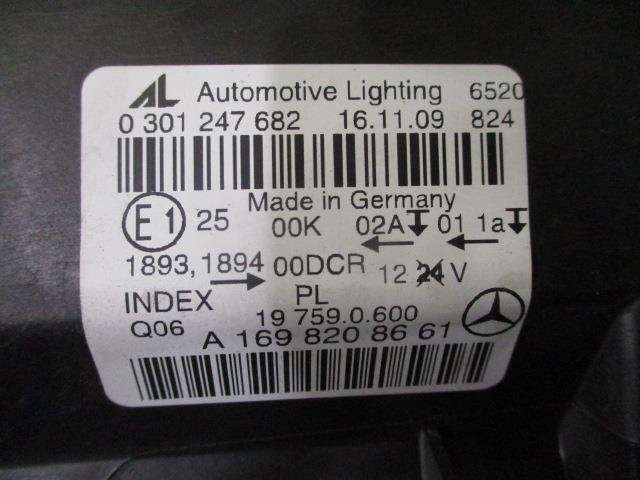 AL Automotive Lighting 6520
0 301 247 682 16.11.09 824
Made in Germany
E1 25 00K 02A 01 1a
1893, 1894 00DCR 12 24 V
INDEX PL
Q06 19 759.0.600
A 169 820 86 61